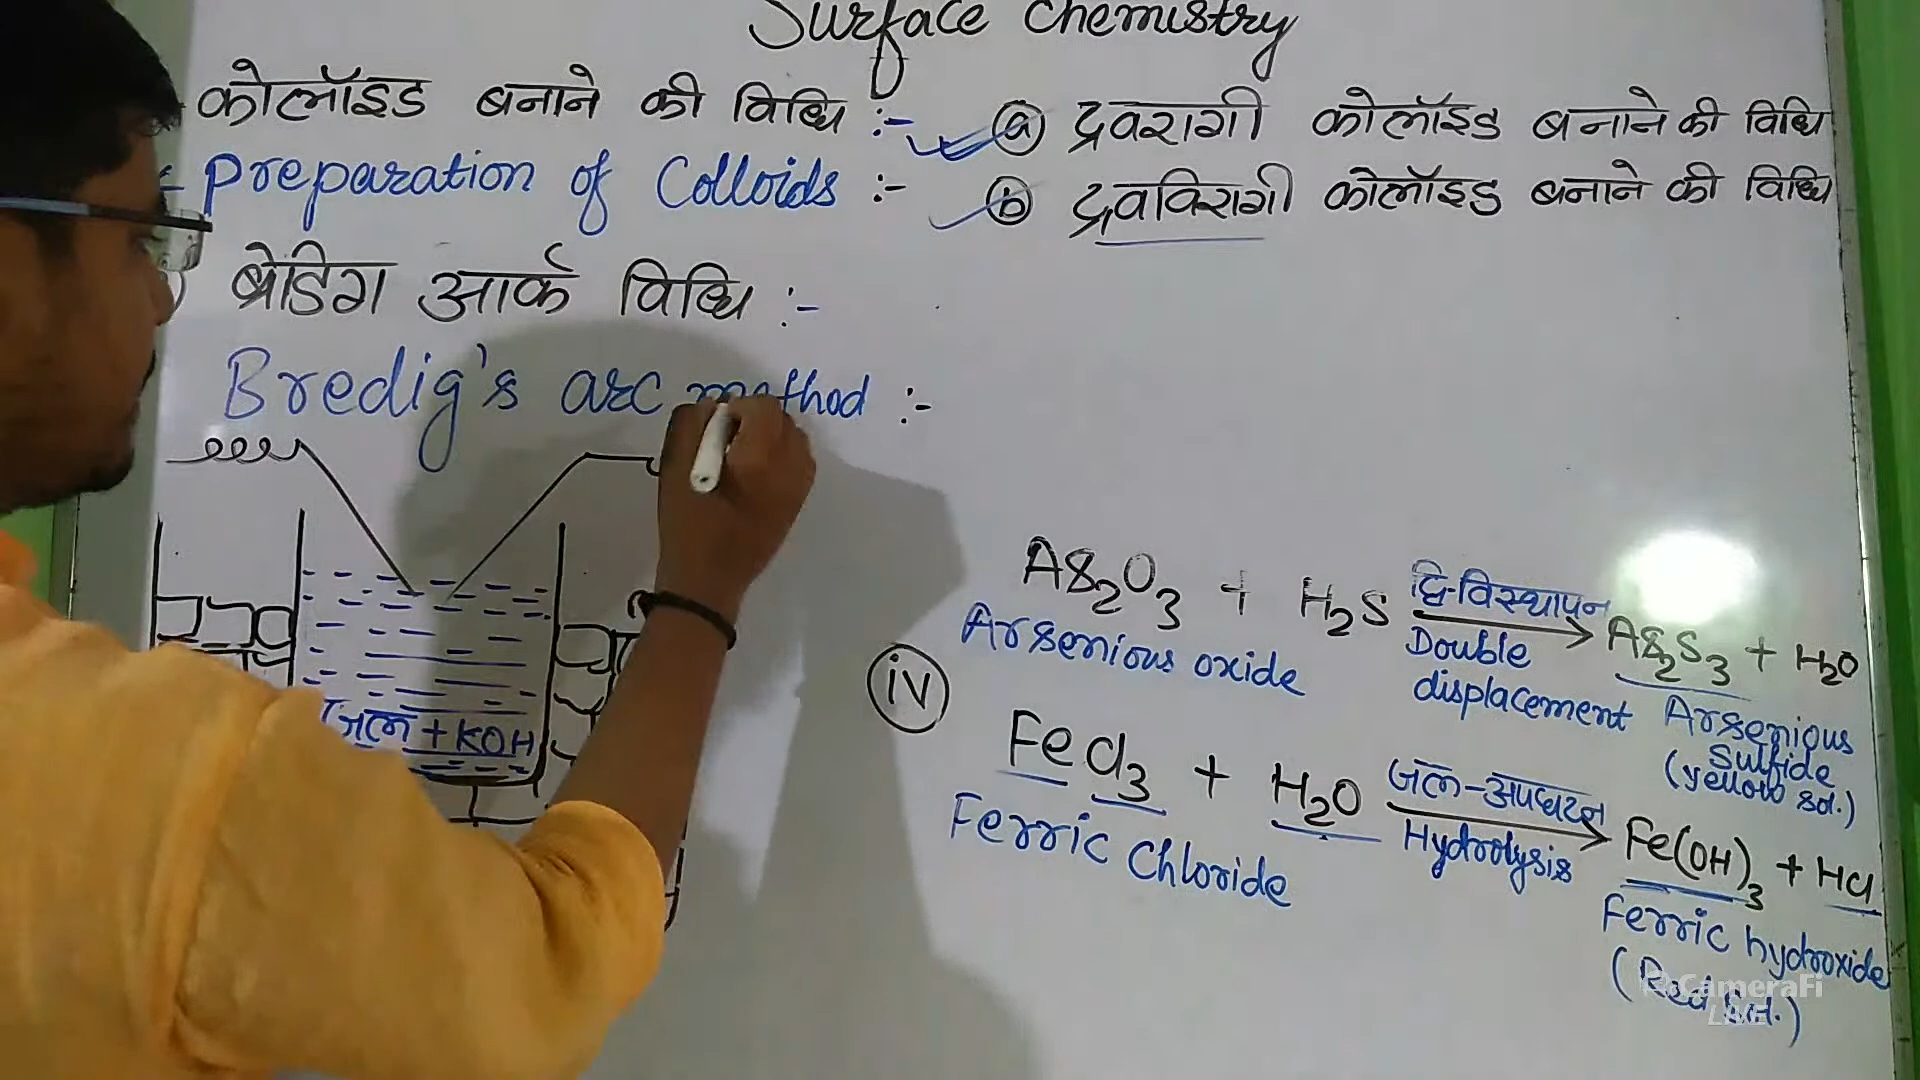 Surface Chemistry
कोलॉइड बनाने की विधि :-
Preparation of Colloids :-
(a) द्रवरागी कोलॉइड बनाने की विधि
(b) द्रवविरागी कोलॉइड बनाने की विधि
ब्रेडिग आर्क विधि :-
Bredig's arc method :-
जल + KOH
As₂O₃ + H₂S द्वि-विस्थापन → As₂S₃ + H₂O
Arsenious oxide Double displacement Arsenious Sulfide
(yellow sol.)
(iv) FeCl₃ + H₂O जल-अपघटन → Fe(OH)₃ + HCl
Ferric Chloride Hydrolysis Ferric hydroxide
(Red Sol.)
CameraFi
LIVE